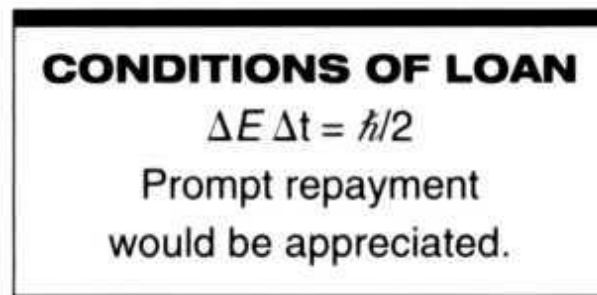 CONDITIONS OF LOAN
ΔE Δt = ℏ/2
Prompt repayment
would be appreciated.